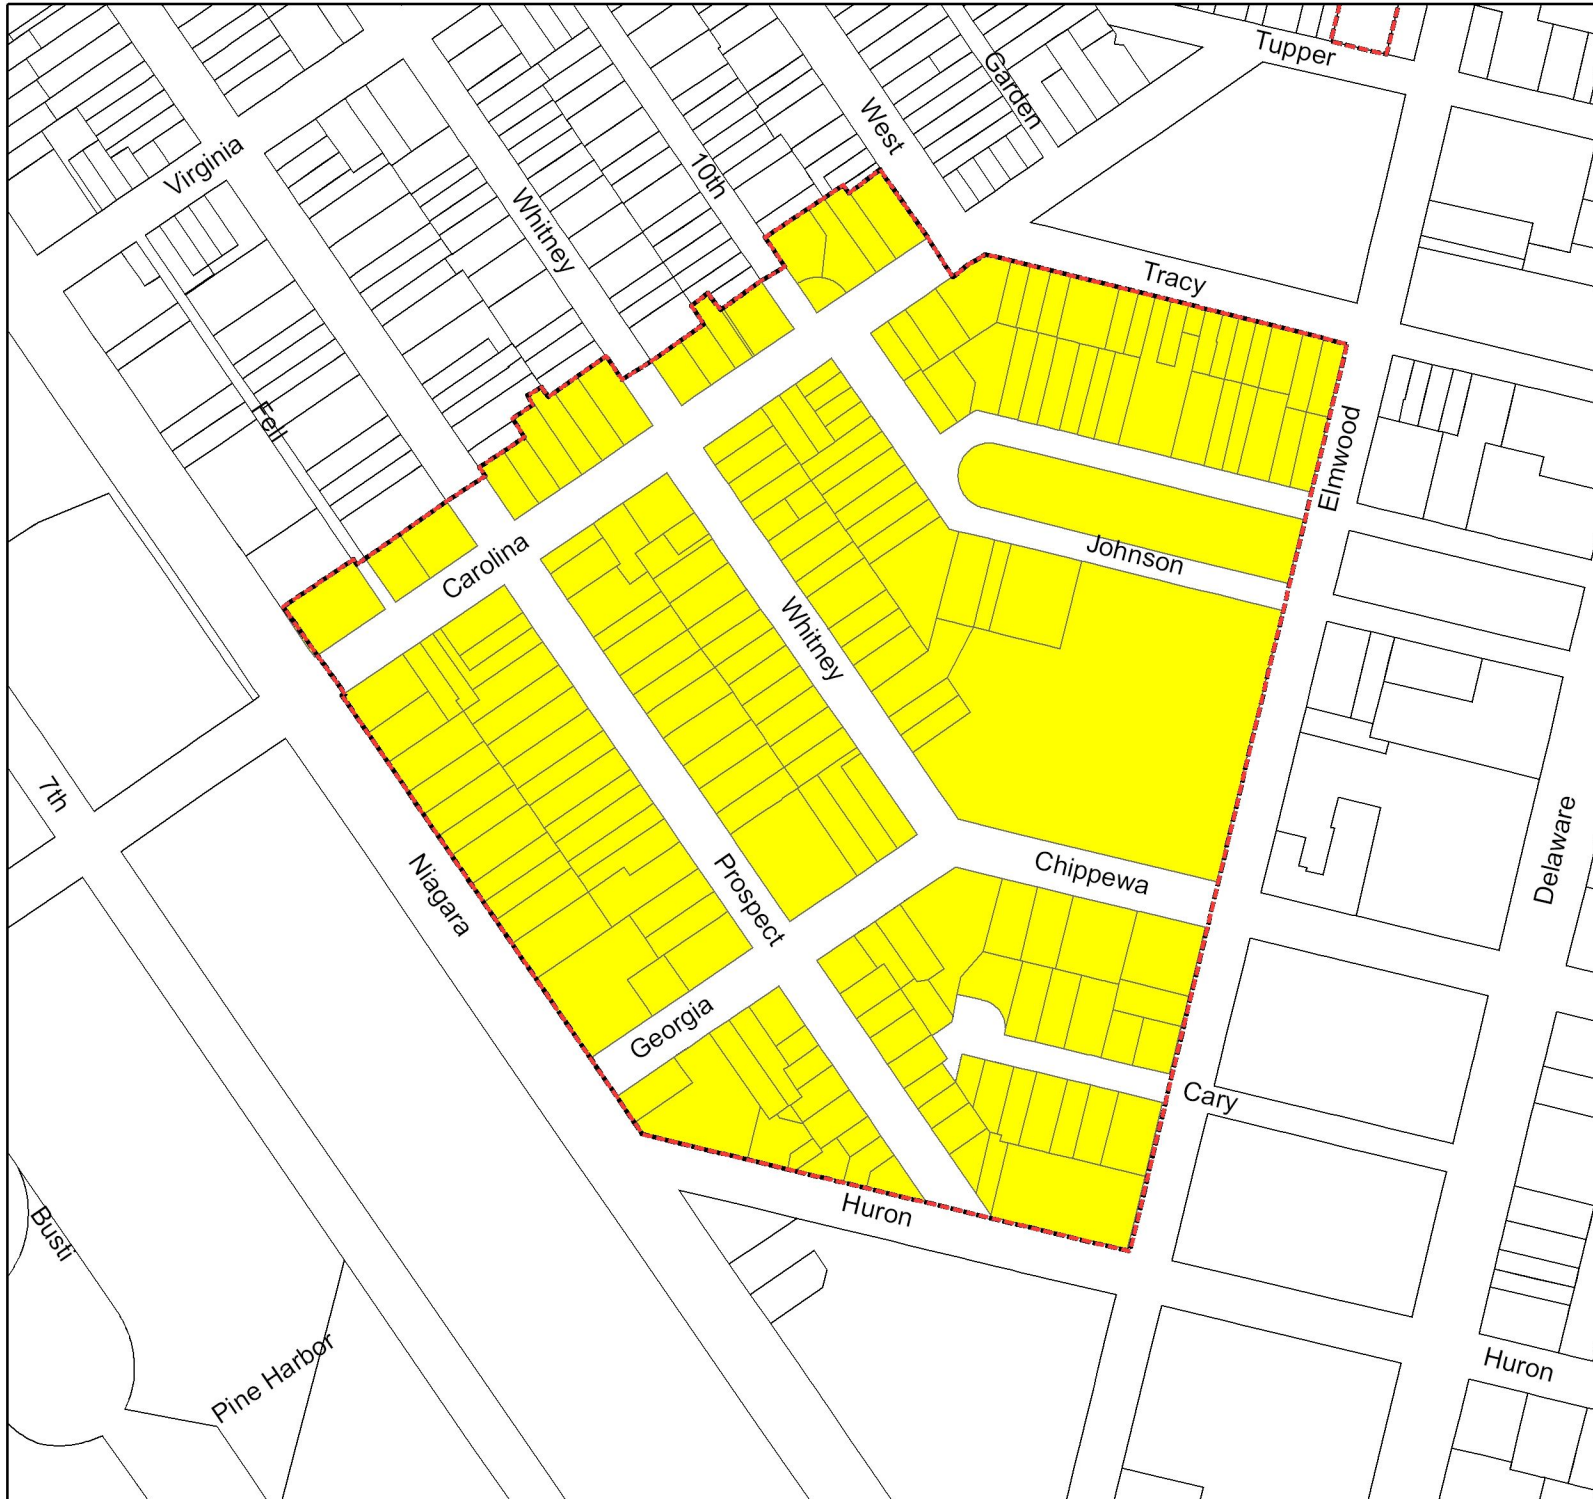 Tupper
Garden
West
Virginia
10th
Whitney
Tracy
Fell
Elmwood
Carolina
Johnson
Whitney
7th
Niagara
Prospect
Chippewa
Delaware
Georgia
Cary
Huron
Busti
Pine Harbor
Huron